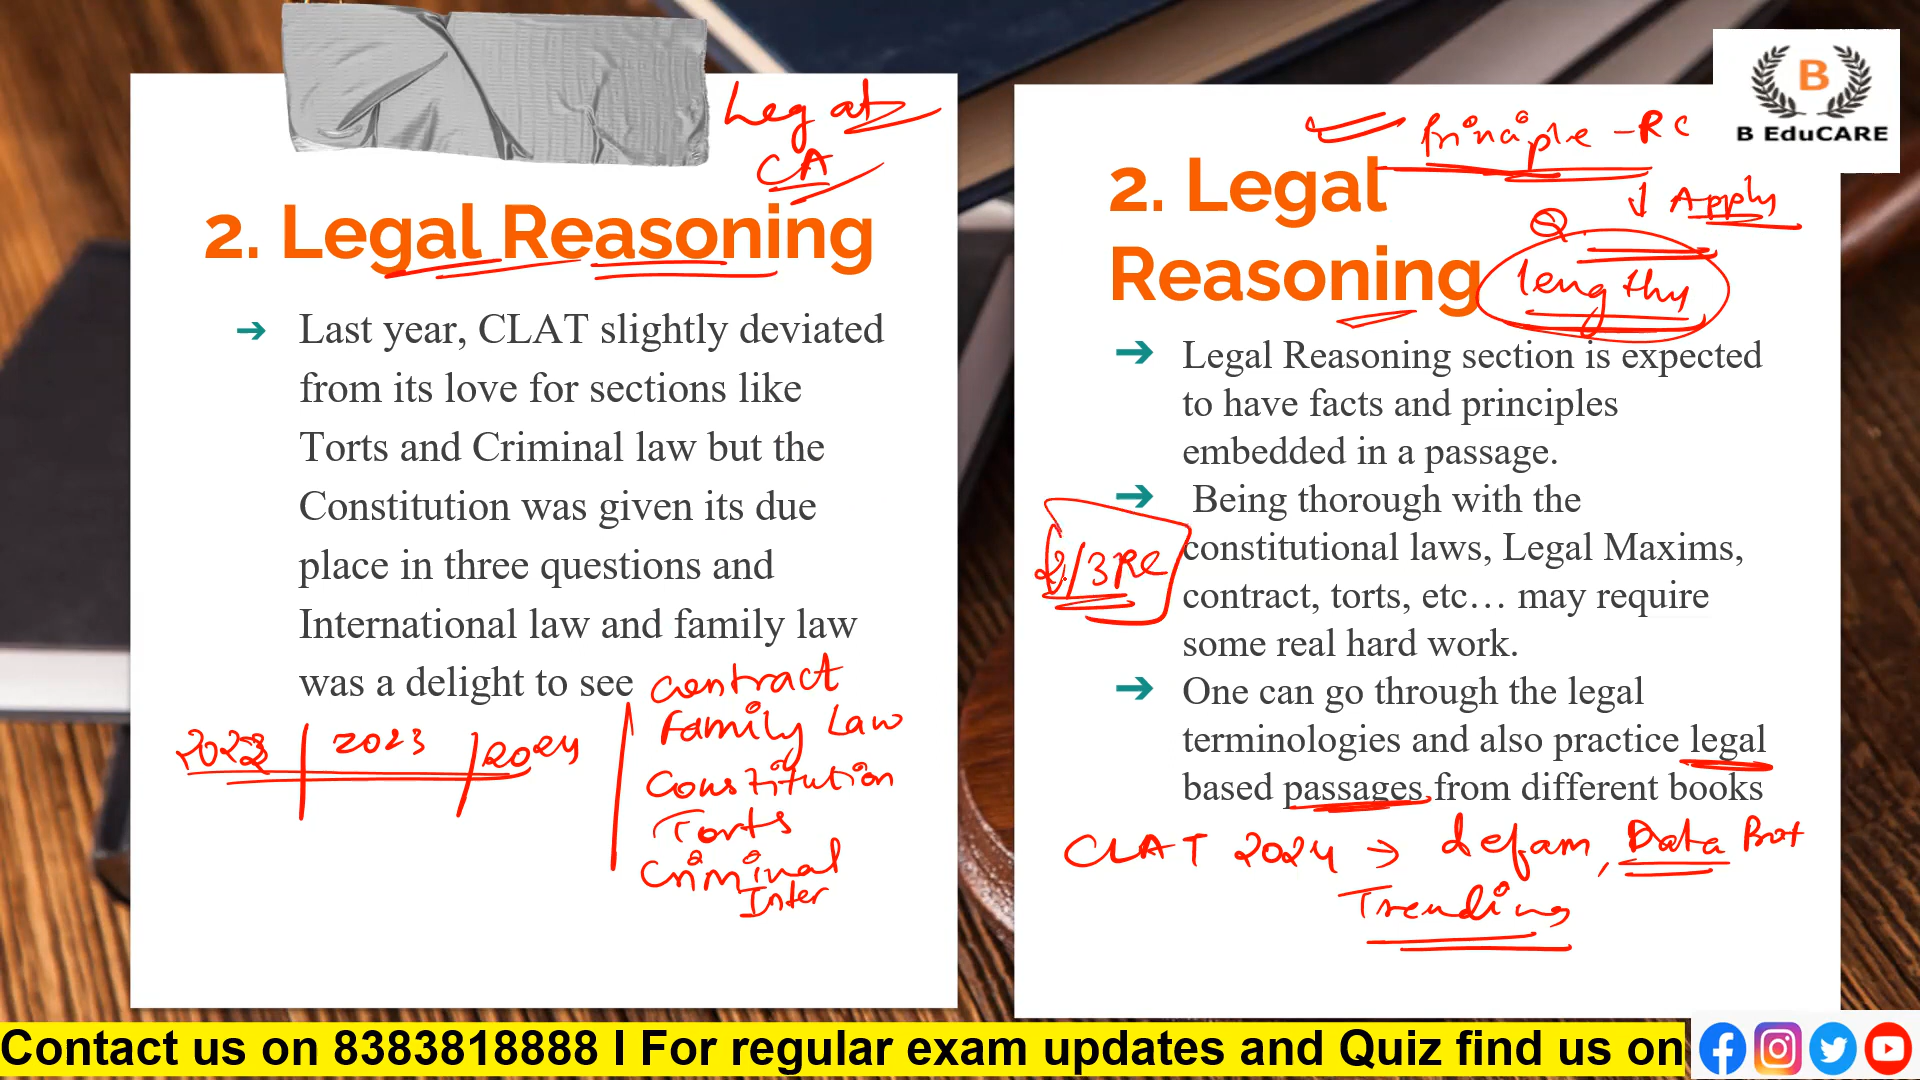 Legal
CA
2. Legal Reasoning
➔ Last year, CLAT slightly deviated
from its love for sections like
Torts and Criminal law but the
Constitution was given its due
place in three questions and
International law and family law
was a delight to see
Contract
Family Law
Constitution
Torts
Criminal
Inter
2023 2023 2024
Principle - RC
Apply
2. Legal
Reasoning
Q
lengthy
➔ Legal Reasoning section is expected
to have facts and principles
embedded in a passage.
➔ Being thorough with the
constitutional laws, Legal Maxims,
contract, torts, etc… may require
some real hard work.
2/3 RC
➔ One can go through the legal
terminologies and also practice legal
based passages from different books
CLAT 2024 → defam, Data Prot
Trending
B
B EduCARE
Contact us on 8383818888 I For regular exam updates and Quiz find us on